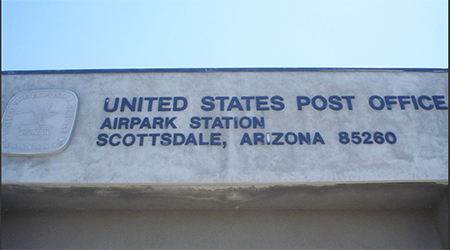 UNITED STATES POST OFFICE
AIRPARK STATION
SCOTTSDALE, ARIZONA 85260